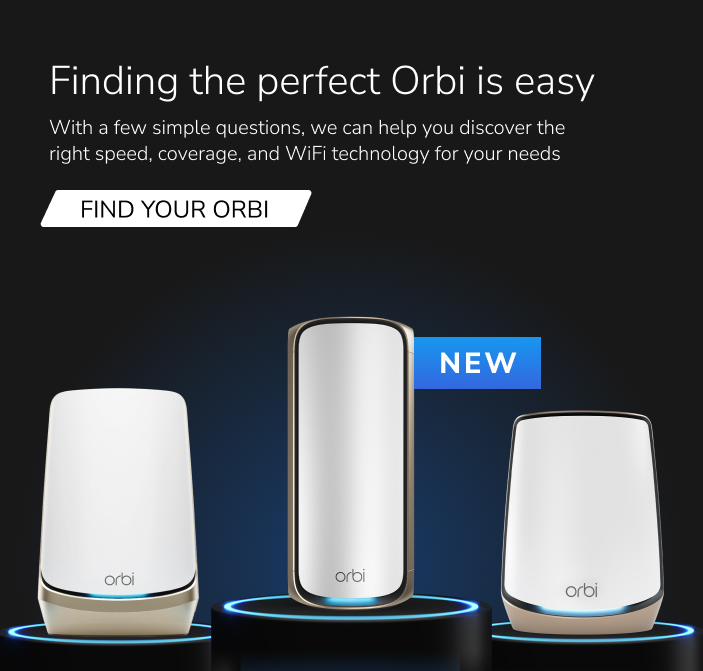 Finding the perfect Orbi is easy
With a few simple questions, we can help you discover the
right speed, coverage, and WiFi technology for your needs
FIND YOUR ORBI
NEW
orbi
orbi
orbi